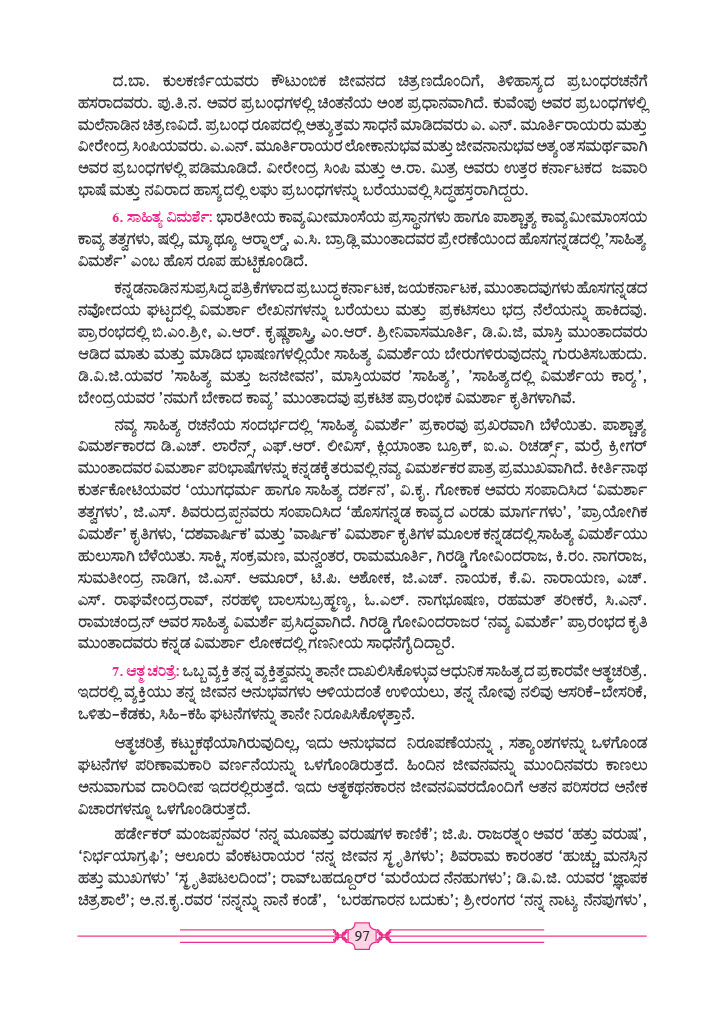 ದ.ಬಾ. ಕುಲಕರ್ಣಿಯವರು ಕೌಟುಂಬಿಕ ಜೀವನದ ಚಿತ್ರಣದೊಂದಿಗೆ, ತಿಳಿಹಾಸ್ಯದ ಪ್ರಬಂಧರಚನೆಗೆ
ಹಸರಾದವರು. ಪು.ತಿ.ನ. ಅವರ ಪ್ರಬಂಧಗಳಲ್ಲಿ ಚಿಂತನೆಯ ಅಂಶ ಪ್ರಧಾನವಾಗಿದೆ. ಕುವೆಂಪು ಅವರ ಪ್ರಬಂಧಗಳಲ್ಲಿ
ಮಲೆನಾಡಿನ ಚಿತ್ರಣವಿದೆ. ಪ್ರಬಂಧ ರೂಪದಲ್ಲಿ ಅತ್ಯುತ್ತಮ ಸಾಧನೆ ಮಾಡಿದವರು ಎ. ಎನ್. ಮೂರ್ತಿರಾಯರು ಮತ್ತು
ವೀರೇಂದ್ರ ಸಿಂಪಿಯವರು. ಎ.ಎನ್. ಮೂರ್ತಿರಾಯರ ಲೋಕಾನುಭವ ಮತ್ತು ಜೀವನಾನುಭವ ಅತ್ಯಂತ ಸಮರ್ಥವಾಗಿ
ಅವರ ಪ್ರಬಂಧಗಳಲ್ಲಿ ಪಡಿಮೂಡಿದೆ. ವೀರೇಂದ್ರ ಸಿಂಪಿ ಮತ್ತು ಅ.ರಾ. ಮಿತ್ರ ಅವರು ಉತ್ತರ ಕರ್ನಾಟಕದ ಜವಾರಿ
ಭಾಷೆ ಮತ್ತು ನವಿರಾದ ಹಾಸ್ಯದಲ್ಲಿ ಲಘು ಪ್ರಬಂಧಗಳನ್ನು ಬರೆಯುವಲ್ಲಿ ಸಿದ್ಧಹಸ್ತರಾಗಿದ್ದರು.
6. ಸಾಹಿತ್ಯ ವಿಮರ್ಶೆ: ಭಾರತೀಯ ಕಾವ್ಯಮೀಮಾಂಸೆಯ ಪ್ರಸ್ಥಾನಗಳು ಹಾಗೂ ಪಾಶ್ಚಾತ್ಯ ಕಾವ್ಯಮೀಮಾಂಸಯ
ಕಾವ್ಯ ತತ್ವಗಳು, ಷಲ್ಲಿ, ಮ್ಯಾಥ್ಯೂ ಆರ‍್ನಾಲ್ಡ್, ಎ.ಸಿ. ಬ್ರಾಡ್ಲಿ ಮುಂತಾದವರ ಪ್ರೇರಣೆಯಿಂದ ಹೊಸಗನ್ನಡದಲ್ಲಿ 'ಸಾಹಿತ್ಯ
ವಿಮರ್ಶೆ' ಎಂಬ ಹೊಸ ರೂಪ ಹುಟ್ಟಿಕೊಂಡಿದೆ.
ಕನ್ನಡನಾಡಿನ ಸುಪ್ರಸಿದ್ಧ ಪತ್ರಿಕೆಗಳಾದ ಪ್ರಬುದ್ಧ ಕರ್ನಾಟಕ, ಜಯಕರ್ನಾಟಕ, ಮುಂತಾದವುಗಳು ಹೊಸಗನ್ನಡದ
ನವೋದಯ ಘಟ್ಟದಲ್ಲಿ ವಿಮರ್ಶಾ ಲೇಖನಗಳನ್ನು ಬರೆಯಲು ಮತ್ತು ಪ್ರಕಟಿಸಲು ಭದ್ರ ನೆಲೆಯನ್ನು ಹಾಕಿದವು.
ಪ್ರಾರಂಭದಲ್ಲಿ ಬಿ.ಎಂ.ಶ್ರೀ, ಎ.ಆರ್. ಕೃಷ್ಣಶಾಸ್ತ್ರಿ, ಎಂ.ಆರ್. ಶ್ರೀನಿವಾಸಮೂರ್ತಿ, ಡಿ.ವಿ.ಜಿ, ಮಾಸ್ತಿ ಮುಂತಾದವರು
ಆಡಿದ ಮಾತು ಮತ್ತು ಮಾಡಿದ ಭಾಷಣಗಳಲ್ಲಿಯೇ ಸಾಹಿತ್ಯ ವಿಮರ್ಶೆಯ ಬೇರುಗಳಿರುವುದನ್ನು ಗುರುತಿಸಬಹುದು.
ಡಿ.ವಿ.ಜಿ.ಯವರ 'ಸಾಹಿತ್ಯ ಮತ್ತು ಜನಜೀವನ', ಮಾಸ್ತಿಯವರ 'ಸಾಹಿತ್ಯ', 'ಸಾಹಿತ್ಯದಲ್ಲಿ ವಿಮರ್ಶೆಯ ಕಾರ‍್ಯ',
ಬೇಂದ್ರಯವರ 'ನಮಗೆ ಬೇಕಾದ ಕಾವ್ಯ' ಮುಂತಾದವು ಪ್ರಕಟಿತ ಪ್ರಾರಂಭಿಕ ವಿಮರ್ಶಾ ಕೃತಿಗಳಾಗಿವೆ.
ನವ್ಯ ಸಾಹಿತ್ಯ ರಚನೆಯ ಸಂದರ್ಭದಲ್ಲಿ 'ಸಾಹಿತ್ಯ ವಿಮರ್ಶೆ' ಪ್ರಕಾರವು ಪ್ರಖರವಾಗಿ ಬೆಳೆಯಿತು. ಪಾಶ್ಚಾತ್ಯ
ವಿಮರ್ಶಕಾರದ ಡಿ.ಎಚ್. ಲಾರೆನ್ಸ್, ಎಫ್.ಆರ್. ಲೀವಿಸ್, ಕ್ಲಿಯಾಂತಾ ಬ್ರೂಕ್, ಐ.ಎ. ರಿಚರ್ಡ್ಸ್, ಮರ್ರೆ ಕ್ರೀಗರ್
ಮುಂತಾದವರ ವಿಮರ್ಶಾ ಪರಿಭಾಷೆಗಳನ್ನು ಕನ್ನಡಕ್ಕೆ ತರುವಲ್ಲಿ ನವ್ಯ ವಿಮರ್ಶಕರ ಪಾತ್ರ ಪ್ರಮುಖವಾಗಿದೆ. ಕೀರ್ತಿನಾಥ
ಕುರ್ತಕೋಟಿಯವರ 'ಯುಗಧರ್ಮ ಹಾಗೂ ಸಾಹಿತ್ಯ ದರ್ಶನ', ವಿ.ಕೃ. ಗೋಕಾಕ ಅವರು ಸಂಪಾದಿಸಿದ 'ವಿಮರ್ಶಾ
ತತ್ವಗಳು', ಜಿ.ಎಸ್. ಶಿವರುದ್ರಪ್ಪನವರು ಸಂಪಾದಿಸಿದ 'ಹೊಸಗನ್ನಡ ಕಾವ್ಯದ ಎರಡು ಮಾರ್ಗಗಳು', 'ಪ್ರಾಯೋಗಿಕ
ವಿಮರ್ಶೆ' ಕೃತಿಗಳು, 'ದಶವಾರ್ಷಿಕ' ಮತ್ತು 'ವಾರ್ಷಿಕ' ವಿಮರ್ಶಾ ಕೃತಿಗಳ ಮೂಲಕ ಕನ್ನಡದಲ್ಲಿ ಸಾಹಿತ್ಯ ವಿಮರ್ಶೆಯು
ಹುಲುಸಾಗಿ ಬೆಳೆಯಿತು. ಸಾಕ್ಷಿ, ಸಂಕ್ರಮಣ, ಮನ್ವಂತರ, ರಾಮಮೂರ್ತಿ, ಗಿರಡ್ಡಿ ಗೋವಿಂದರಾಜ, ಕಿ.ರಂ. ನಾಗರಾಜ,
ಸುಮತೀಂದ್ರ ನಾಡಿಗ, ಜಿ.ಎಸ್. ಆಮೂರ್, ಟಿ.ಪಿ. ಅಶೋಕ, ಜಿ.ಎಚ್. ನಾಯಕ, ಕೆ.ವಿ. ನಾರಾಯಣ, ಎಚ್.
ಎಸ್. ರಾಘವೇಂದ್ರರಾವ್, ನರಹಳ್ಳಿ ಬಾಲಸುಬ್ರಹ್ಮಣ್ಯ, ಓ.ಎಲ್. ನಾಗಭೂಷಣ, ರಹಮತ್ ತರೀಕರೆ, ಸಿ.ಎನ್.
ರಾಮಚಂದ್ರನ್ ಅವರ ಸಾಹಿತ್ಯ ವಿಮರ್ಶೆ ಪ್ರಸಿದ್ಧವಾಗಿದೆ. ಗಿರಡ್ಡಿ ಗೋವಿಂದರಾಜರ 'ನವ್ಯ ವಿಮರ್ಶೆ' ಪ್ರಾರಂಭದ ಕೃತಿ
ಮುಂತಾದವರು ಕನ್ನಡ ವಿಮರ್ಶಾ ಲೋಕದಲ್ಲಿ ಗಣನೀಯ ಸಾಧನೆಗೈದಿದ್ದಾರೆ.
7. ಆತ್ಮಚರಿತ್ರೆ: ಒಬ್ಬ ವ್ಯಕ್ತಿ ತನ್ನ ವ್ಯಕ್ತಿತ್ವವನ್ನು ತಾನೇ ದಾಖಲಿಸಿಕೊಳ್ಳುವ ಆಧುನಿಕ ಸಾಹಿತ್ಯದ ಪ್ರಕಾರವೇ ಆತ್ಮಚರಿತ್ರೆ.
ಇದರಲ್ಲಿ ವ್ಯಕ್ತಿಯು ತನ್ನ ಜೀವನ ಅನುಭವಗಳು ಅಳಿಯದಂತೆ ಉಳಿಯಲು, ತನ್ನ ನೋವು ನಲಿವು ಆಸರಿಕೆ–ಬೇಸರಿಕೆ,
ಒಳಿತು–ಕೆಡಕು, ಸಿಹಿ–ಕಹಿ ಘಟನೆಗಳನ್ನು ತಾನೇ ನಿರೂಪಿಸಿಕೊಳ್ಳತ್ತಾನೆ.
ಆತ್ಮಚರಿತ್ರೆ ಕಟ್ಟುಕಥೆಯಾಗಿರುವುದಿಲ್ಲ, ಇದು ಅನುಭವದ ನಿರೂಪಣೆಯನ್ನು , ಸತ್ಯಾಂಶಗಳನ್ನು ಒಳಗೊಂಡ
ಘಟನೆಗಳ ಪರಿಣಾಮಕಾರಿ ವರ್ಣನೆಯನ್ನು ಒಳಗೊಂಡಿರುತ್ತದೆ. ಹಿಂದಿನ ಜೀವನವನ್ನು ಮುಂದಿನವರು ಕಾಣಲು
ಅನುವಾಗುವ ದಾರಿದೀಪ ಇದರಲ್ಲಿರುತ್ತದೆ. ಇದು ಆತ್ಮಕಥನಕಾರನ ಜೀವನವಿವರದೊಂದಿಗೆ ಆತನ ಪರಿಸರದ ಅನೇಕ
ವಿಚಾರಗಳನ್ನೂ ಒಳಗೊಂಡಿರುತ್ತದೆ.
ಹರ್ಡೇಕರ್ ಮಂಜಪ್ಪನವರ 'ನನ್ನ ಮೂವತ್ತು ವರುಷಗಳ ಕಾಣಿಕೆ'; ಜಿ.ಪಿ. ರಾಜರತ್ನಂ ಅವರ 'ಹತ್ತು ವರುಷ',
'ನಿರ್ಭಯಾಗ್ರಫಿ'; ಆಲೂರು ವೆಂಕಟರಾಯರ 'ನನ್ನ ಜೀವನ ಸ್ಮೃತಿಗಳು'; ಶಿವರಾಮ ಕಾರಂತರ 'ಹುಚ್ಚು ಮನಸ್ಸಿನ
ಹತ್ತು ಮುಖಗಳು' 'ಸ್ಮೃತಿಪಟಲದಿಂದ'; ರಾವ್‌ಬಹದ್ದೂರ್‌ರ 'ಮರೆಯದ ನೆನಹುಗಳು'; ಡಿ.ವಿ.ಜಿ. ಯವರ 'ಜ್ಞಾಪಕ
ಚಿತ್ರಶಾಲೆ'; ಅ.ನ.ಕೃ.ರವರ 'ನನ್ನನ್ನು ನಾನೆ ಕಂಡೆ', 'ಬರಹಗಾರನ ಬದುಕು'; ಶ್ರೀರಂಗರ 'ನನ್ನ ನಾಟ್ಯ ನೆನಪುಗಳು',
97